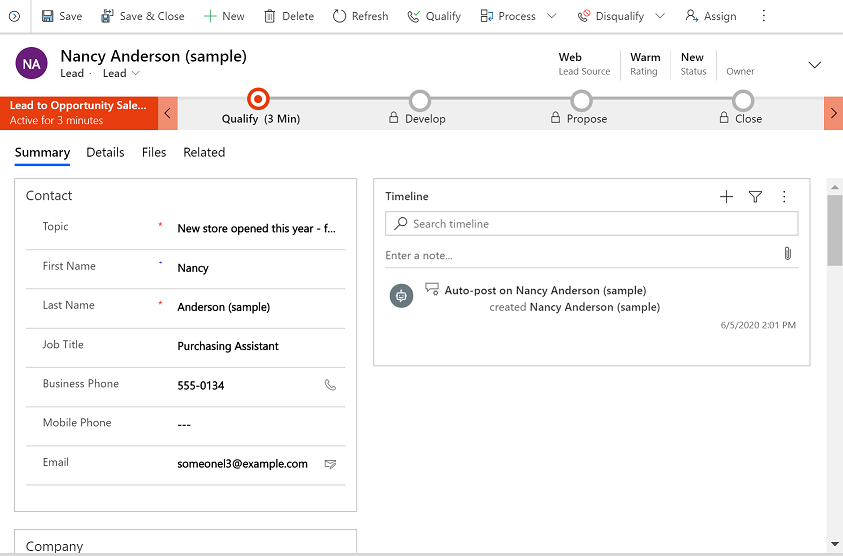 Save Save & Close New Delete Refresh Qualify Process Disqualify Assign
NA
Nancy Anderson (sample)
Lead · Lead
Web
Lead Source
Warm
Rating
New
Status
Owner
Lead to Opportunity Sale...
Active for 3 minutes
Qualify (3 Min)
Develop
Propose
Close
Summary Details Files Related
Contact
Topic * New store opened this year - f...
First Name Nancy
Last Name * Anderson (sample)
Job Title Purchasing Assistant
Business Phone 555-0134
Mobile Phone ---
Email someonel3@example.com
Company
Timeline
Search timeline
Enter a note...
Auto-post on Nancy Anderson (sample)
created Nancy Anderson (sample)
6/5/2020 2:01 PM